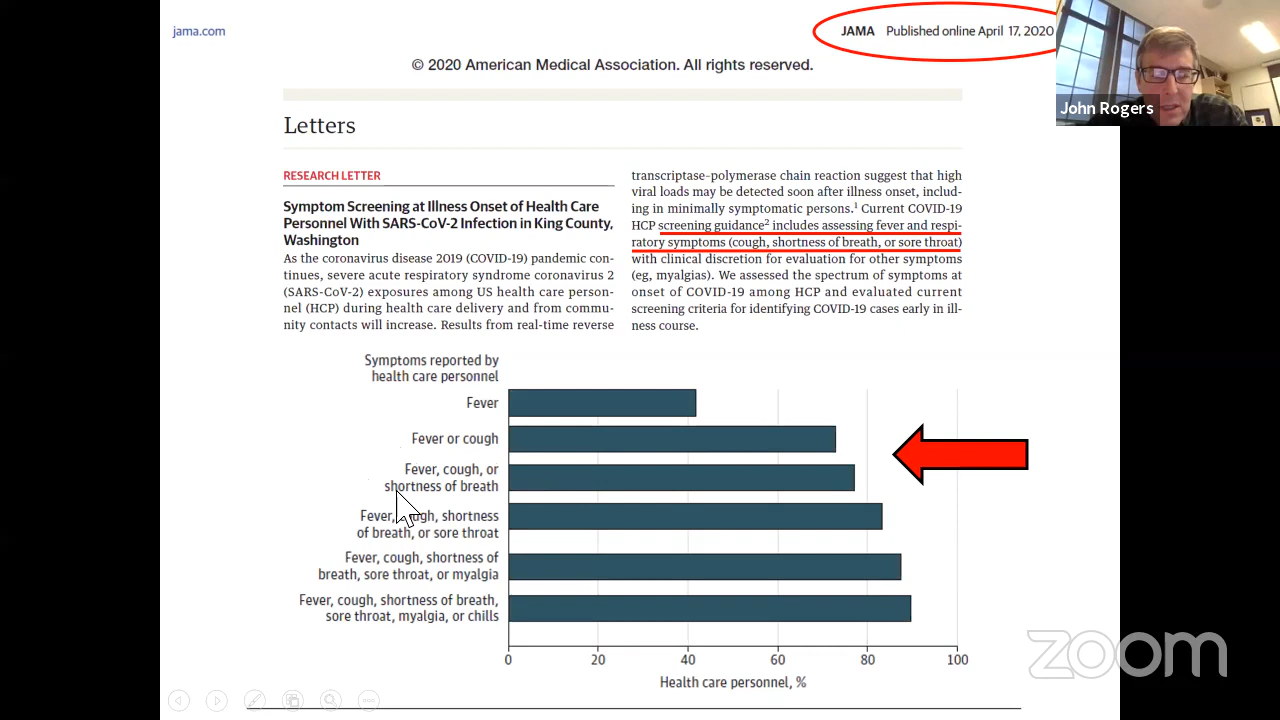 jama.com
JAMA Published online April 17, 2020
© 2020 American Medical Association. All rights reserved.
John Rogers
Letters
RESEARCH LETTER
Symptom Screening at Illness Onset of Health Care
Personnel With SARS-CoV-2 Infection in King County,
Washington
As the coronavirus disease 2019 (COVID-19) pandemic con-
tinues, severe acute respiratory syndrome coronavirus 2
(SARS-CoV-2) exposures among US health care person-
nel (HCP) during health care delivery and from commu-
nity contacts will increase. Results from real-time reverse
transcriptase–polymerase chain reaction suggest that high
viral loads may be detected soon after illness onset, includ-
ing in minimally symptomatic persons.1 Current COVID-19
HCP screening guidance2 includes assessing fever and respi-
ratory symptoms (cough, shortness of breath, or sore throat)
with clinical discretion for evaluation for other symptoms
(eg, myalgias). We assessed the spectrum of symptoms at
onset of COVID-19 among HCP and evaluated current
screening criteria for identifying COVID-19 cases early in ill-
ness course.
Symptoms reported by
health care personnel
Fever
Fever or cough
Fever, cough, or
shortness of breath
Fever, cough, shortness
of breath, or sore throat
Fever, cough, shortness of
breath, sore throat, or myalgia
Fever, cough, shortness of breath,
sore throat, myalgia, or chills
0 20 40 60 80 100
Health care personnel, %
zoom